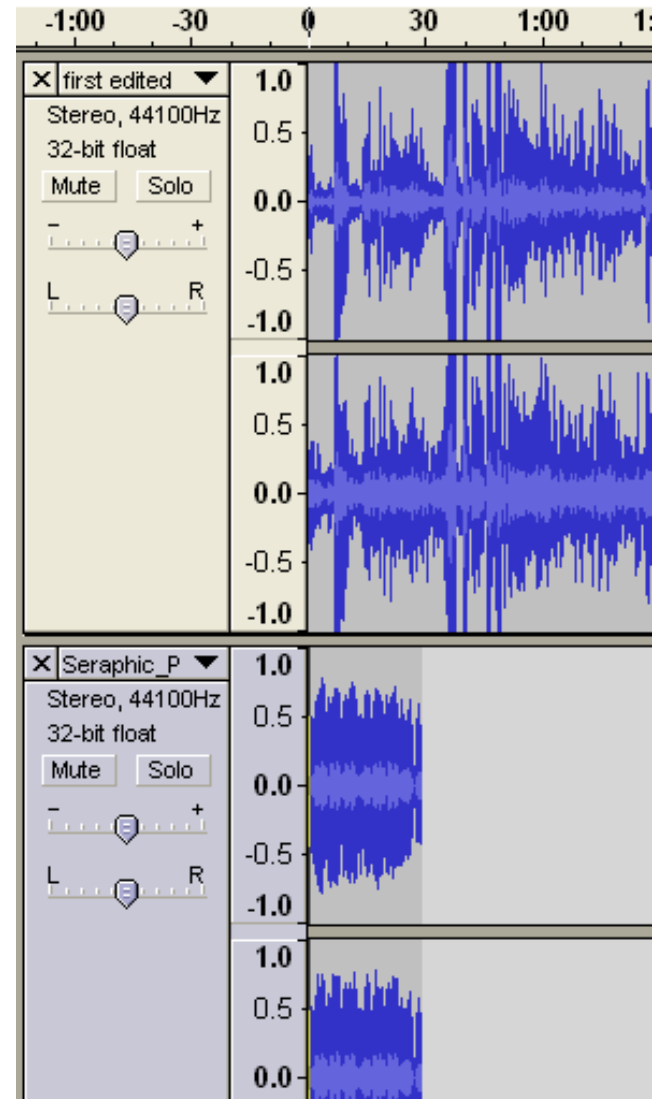 -1:00 -30 0 30 1:00 1:
X first edited 1.0
Stereo, 44100Hz
32-bit float 0.5
Mute Solo
0.0
- +
-0.5
L R
-1.0
1.0
0.5
0.0
-0.5
-1.0
X Seraphic_P 1.0
Stereo, 44100Hz
0.5
32-bit float
Mute Solo 0.0
- +
-0.5
L R
-1.0
1.0
0.5
0.0